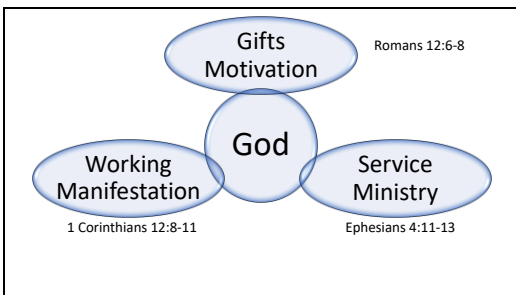 Gifts
Motivation
Romans 12:6-8
God
Working
Manifestation
Service
Ministry
1 Corinthians 12:8-11
Ephesians 4:11-13